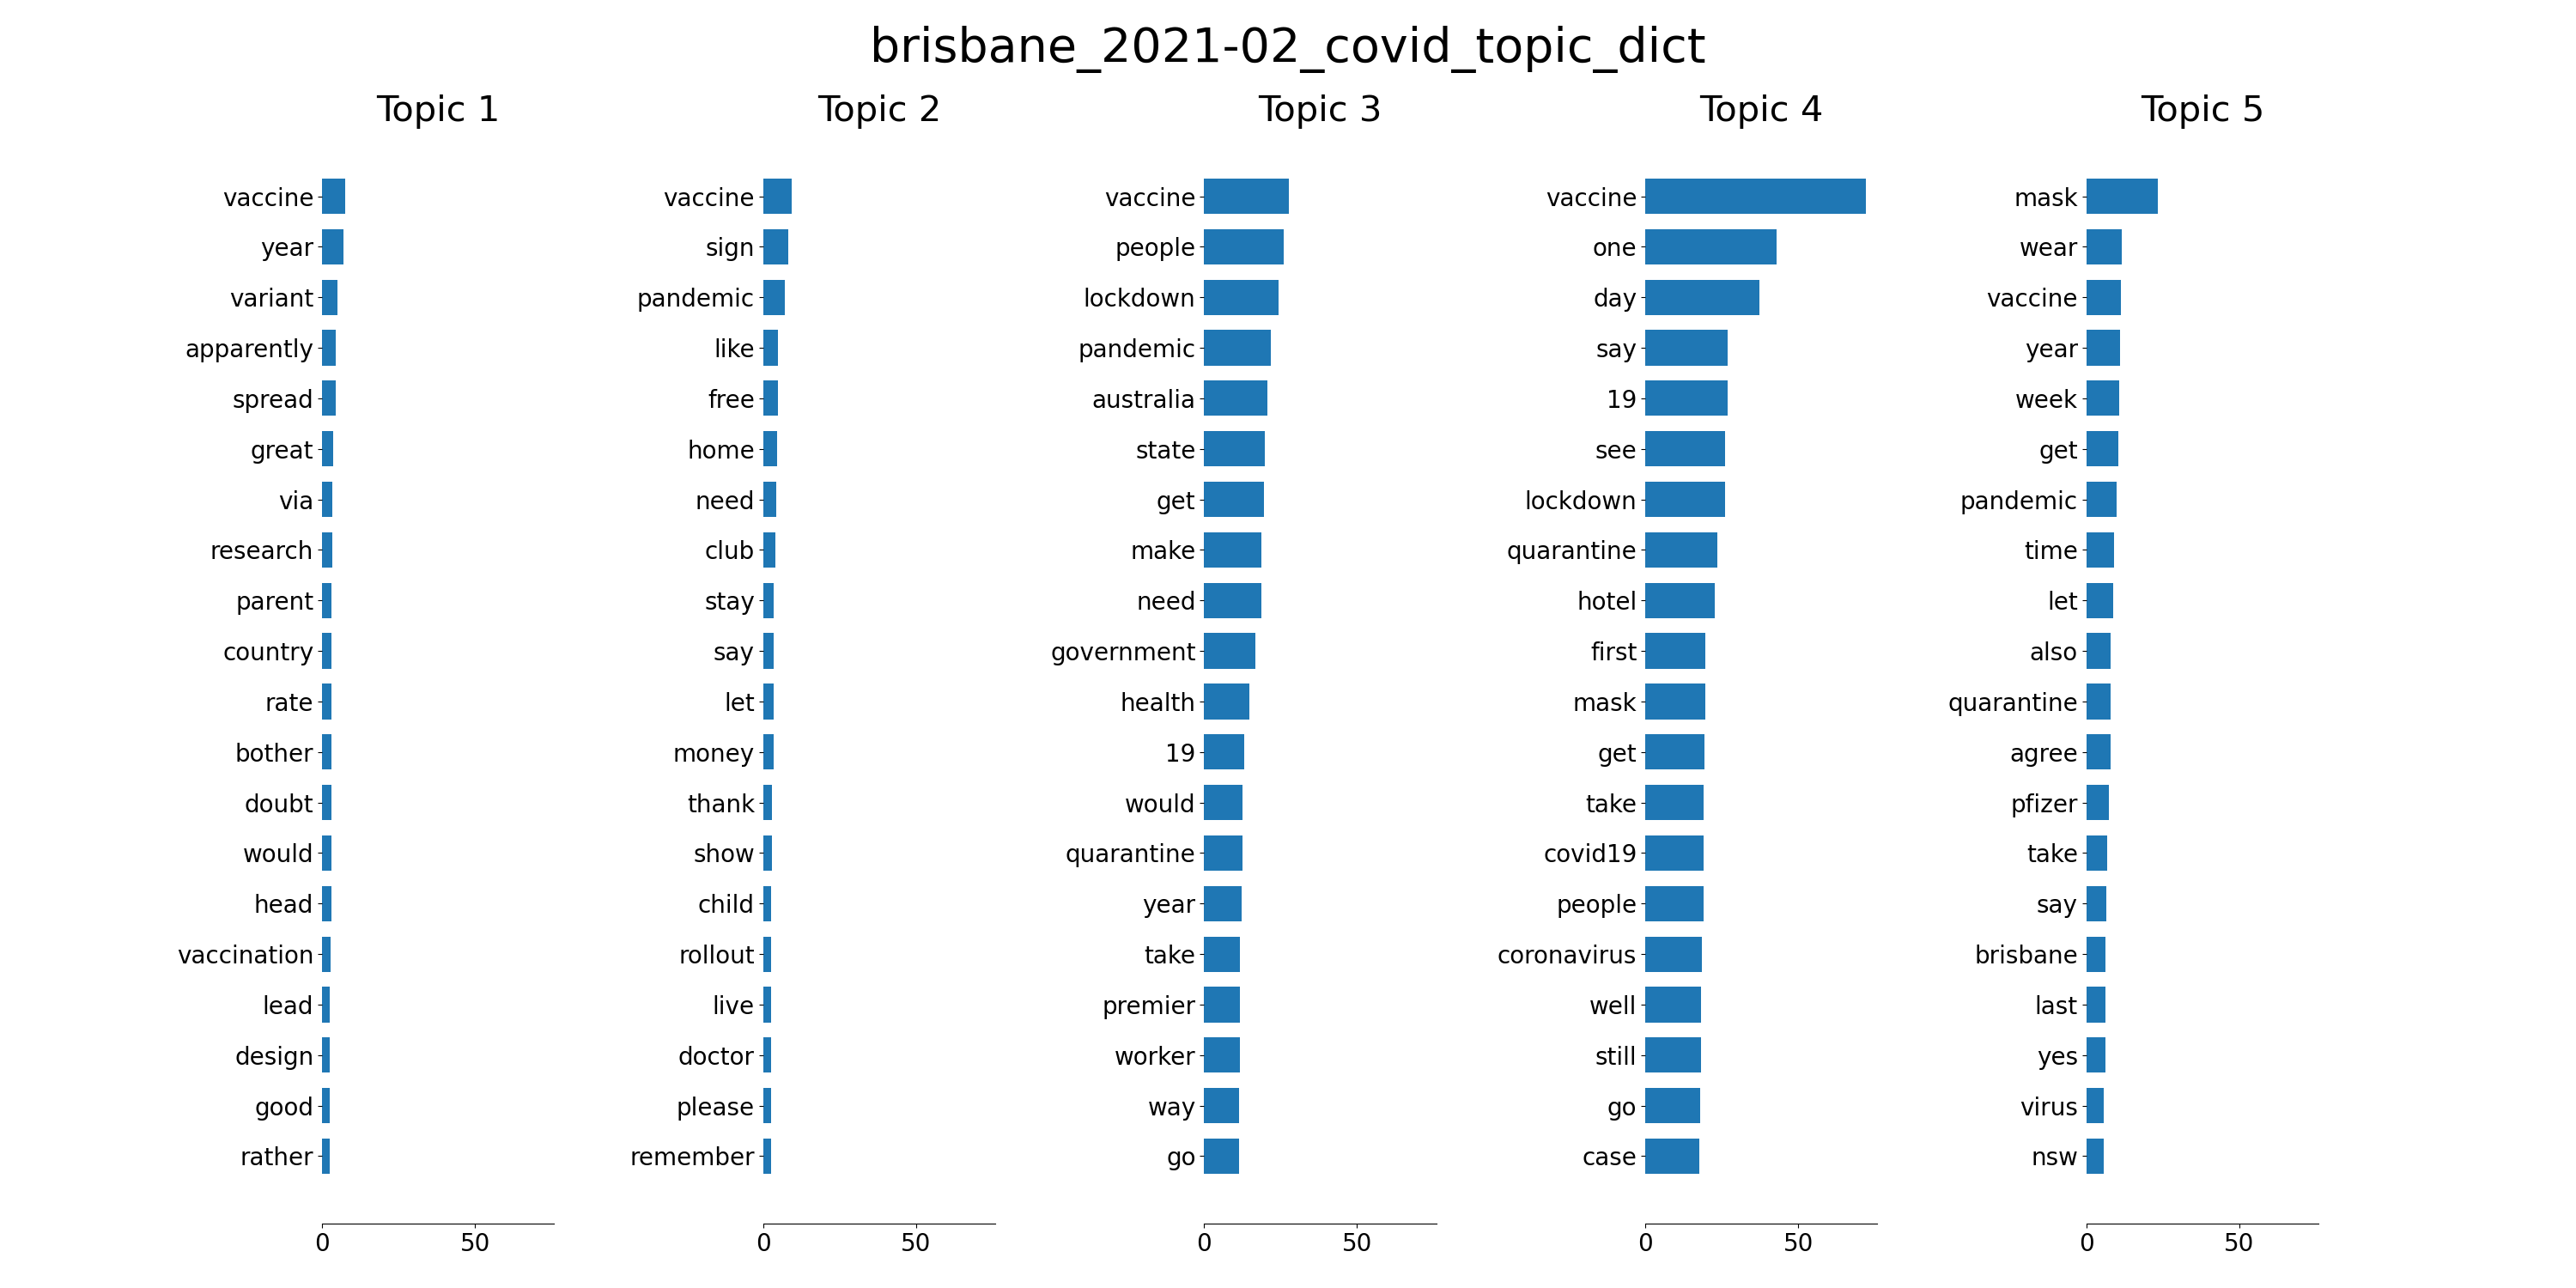 brisbane_2021-02_covid_topic_dict
Topic 1
vaccine
year
variant
apparently
spread
great
via
research
parent
country
rate
bother
doubt
would
head
vaccination
lead
design
good
rather
0 50
Topic 2
vaccine
sign
pandemic
like
free
home
need
club
stay
say
let
money
thank
show
child
rollout
live
doctor
please
remember
0 50
Topic 3
vaccine
people
lockdown
pandemic
australia
state
get
make
need
government
health
19
would
quarantine
year
take
premier
worker
way
go
0 50
Topic 4
vaccine
one
day
say
19
see
lockdown
quarantine
hotel
first
mask
get
take
covid19
people
coronavirus
well
still
go
case
0 50
Topic 5
mask
wear
vaccine
year
week
get
pandemic
time
let
also
quarantine
agree
pfizer
take
say
brisbane
last
yes
virus
nsw
0 50